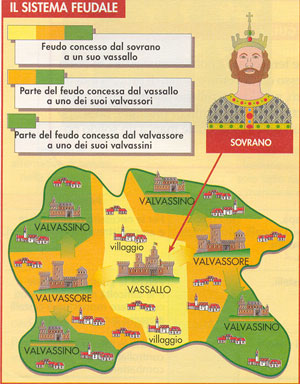 IL SISTEMA FEUDALE
Feudo concesso dal sovrano
a un suo vassallo
Parte del feudo concessa dal vassallo
a uno dei suoi valvassori
Parte del feudo concessa dal valvassore
a uno dei suoi valvassini
SOVRANO
VALVASSINO
VALVASSINO
villaggio
VALVASSORE
VASSALLO
VALVASSORE
VALVASSINO
villaggio
VALVASSINO